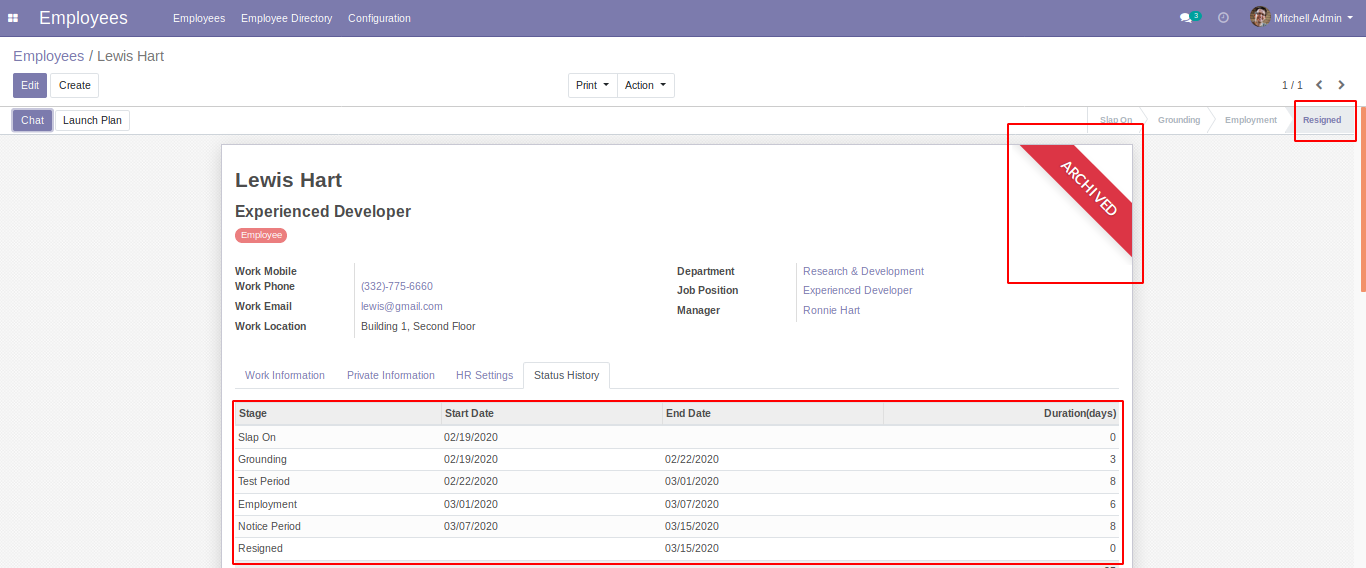 Employees Employees Employee Directory Configuration 3 Mitchell Admin
Employees / Lewis Hart
Edit Create Print Action 1 / 1
Chat Launch Plan Slap On Grounding Employment Resigned
ARCHIVED
Lewis Hart
Experienced Developer
Employee
Work Mobile
Work Phone (332)-775-6660
Work Email lewis@gmail.com
Work Location Building 1, Second Floor
Department Research & Development
Job Position Experienced Developer
Manager Ronnie Hart
Work Information Private Information HR Settings Status History
Stage Start Date End Date Duration(days)
Slap On 02/19/2020 0
Grounding 02/19/2020 02/22/2020 3
Test Period 02/22/2020 03/01/2020 8
Employment 03/01/2020 03/07/2020 6
Notice Period 03/07/2020 03/15/2020 8
Resigned 03/15/2020 0